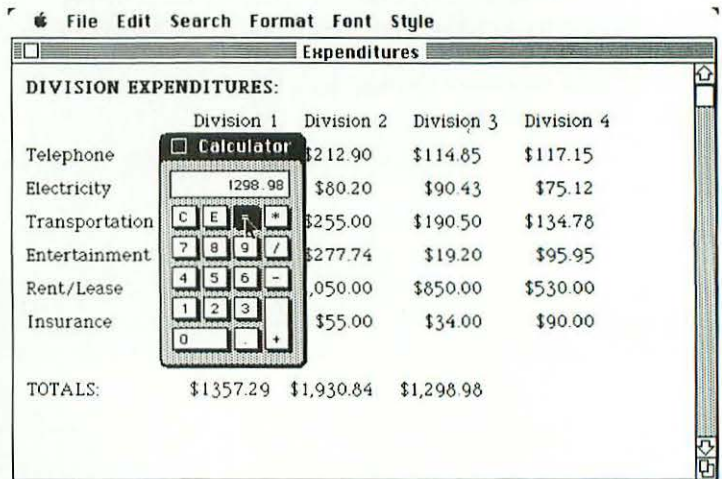 File Edit Search Format Font Style
Expenditures
DIVISION EXPENDITURES:
Division 1 Division 2 Division 3 Division 4
Telephone $212.90 $114.85 $117.15
Electricity $80.20 $90.43 $75.12
Transportation $255.00 $190.50 $134.78
Entertainment $277.74 $19.20 $95.95
Rent/Lease ,050.00 $850.00 $530.00
Insurance $55.00 $34.00 $90.00
TOTALS: $1357.29 $1,930.84 $1,298.98
Calculator
1298.98
C E = *
7 8 9 /
4 5 6 -
1 2 3
0 . +